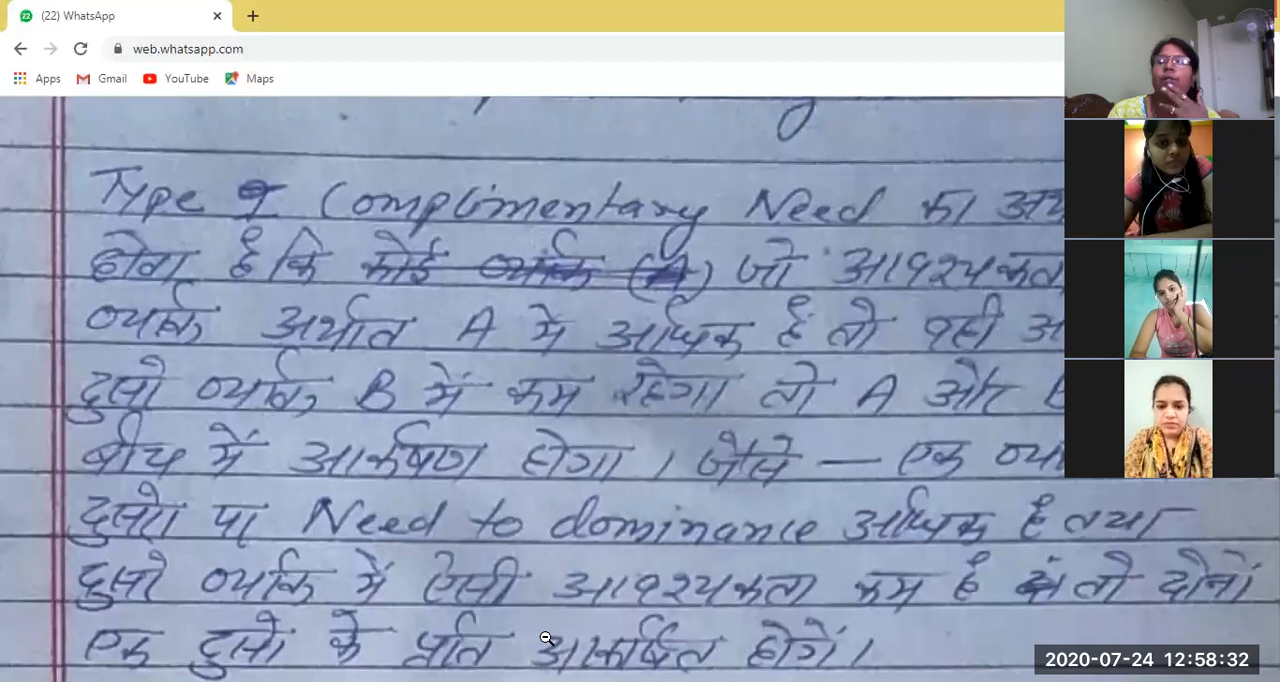 22 (22) WhatsApp
web.whatsapp.com
Apps Gmail YouTube Maps
Type of Complimentary Need का
होता है कि कोई व्यक्ति (A) जो आवश्यकता
व्यक्ति अर्थात A में अधिक हैं तो वही
दुसरे व्यक्ति B में कम रहेगा तो A और
बीच में आकर्षण होगा । जैसे — एक
दुसरो पर Need to dominance अधिक है तथा
दुसरे व्यक्ति में ऐसी आवश्यकता कम है तो दोनों
एक दुसरे के प्रति आकर्षित होगें।
2020-07-24 12:58:32